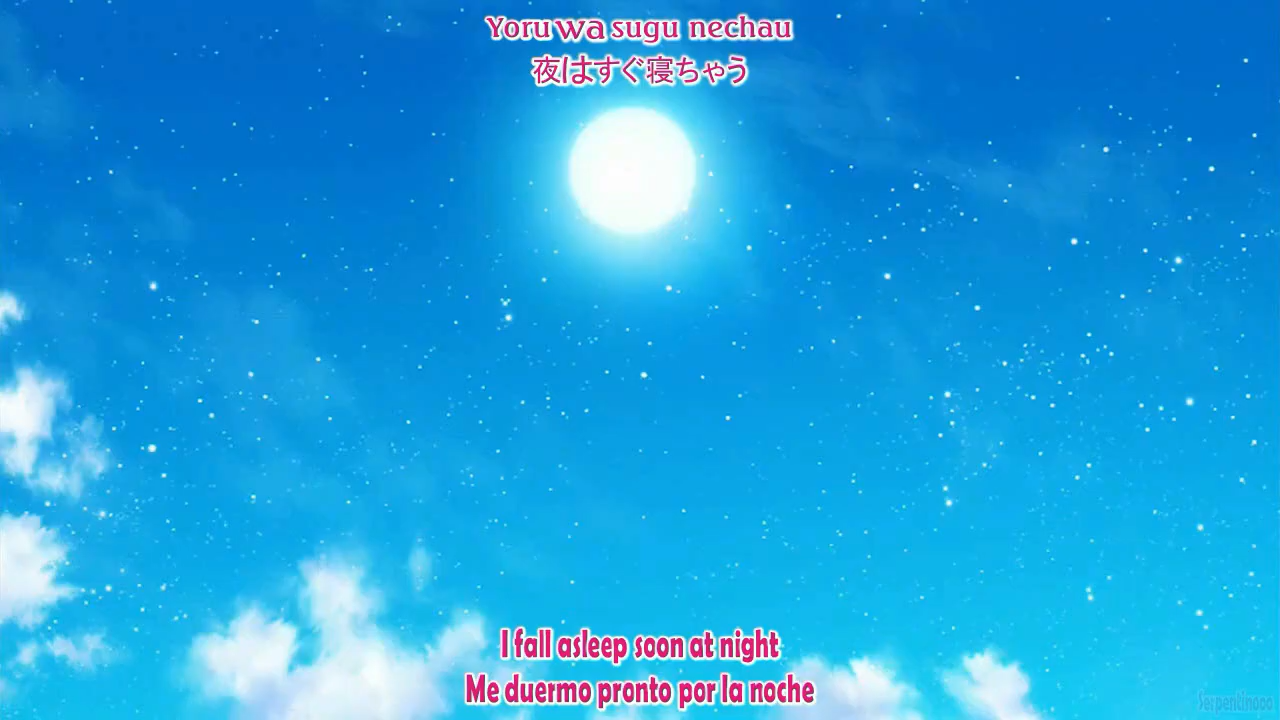 Yoru wa sugu nechau
夜はすぐ寝ちゃう
I fall asleep soon at night
Me duermo pronto por la noche
Serpentinooo